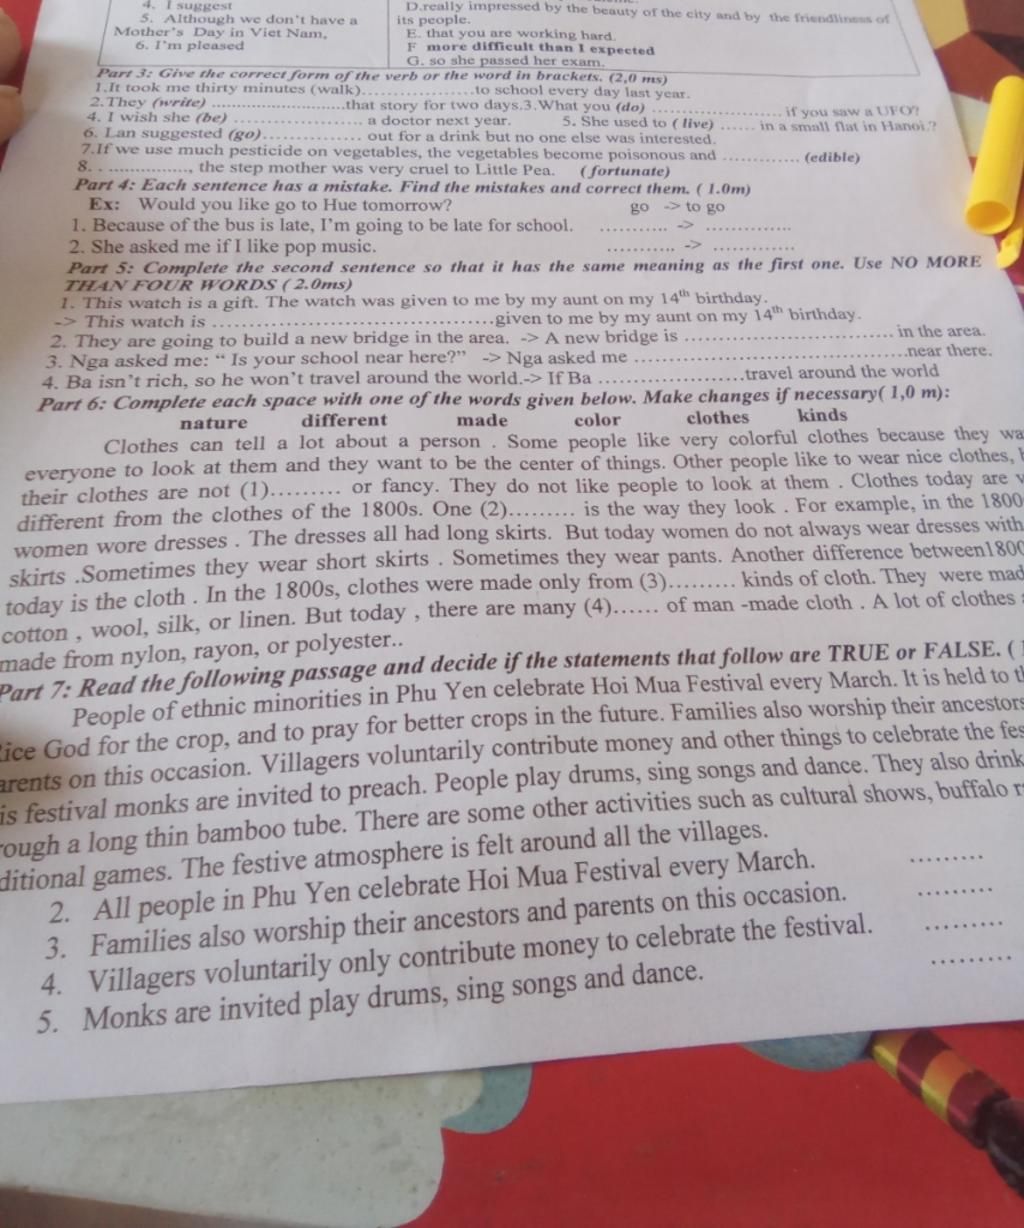 4. I suggest
5. Although we don't have a
Mother's Day in Viet Nam,
6. I'm pleased
D.really impressed by the beauty of the city and by the friendliness of
its people.
E. that you are working hard.
F more difficult than I expected
G. so she passed her exam.
Part 3: Give the correct form of the verb or the word in brackets. (2,0 ms)
1.It took me thirty minutes (walk)..................to school every day last year.
2.They (write) .....................that story for two days.3.What you (do) ..................... if you saw a UFO?
4. I wish she (be) ..................... a doctor next year. 5. She used to ( live) ...... in a small flat in Hanoi.?
6. Lan suggested (go)................ out for a drink but no one else was interested.
7.If we use much pesticide on vegetables, the vegetables become poisonous and ............ (edible)
8. . .............., the step mother was very cruel to Little Pea. ( fortunate)
Part 4: Each sentence has a mistake. Find the mistakes and correct them. ( 1.0m)
Ex: Would you like go to Hue tomorrow? go -> to go
1. Because of the bus is late, I'm going to be late for school. ........... -> ..............
2. She asked me if I like pop music. ........... -> .............
Part 5: Complete the second sentence so that it has the same meaning as the first one. Use NO MORE
THAN FOUR WORDS ( 2.0ms)
1. This watch is a gift. The watch was given to me by my aunt on my 14th birthday.
-> This watch is .......................................given to me by my aunt on my 14th birthday.
2. They are going to build a new bridge in the area. -> A new bridge is ............................. in the area.
3. Nga asked me: “ Is your school near here?” -> Nga asked me .....................................near there.
4. Ba isn't rich, so he won't travel around the world.-> If Ba ....................travel around the world
Part 6: Complete each space with one of the words given below. Make changes if necessary( 1,0 m):
nature different made color clothes kinds
Clothes can tell a lot about a person . Some people like very colorful clothes because they
everyone to look at them and they want to be the center of things. Other people like to wear nice clothes,
their clothes are not (1)......... or fancy. They do not like people to look at them . Clothes today are
different from the clothes of the 1800s. One (2)......... is the way they look . For example, in the 1800
women wore dresses . The dresses all had long skirts. But today women do not always wear dresses with
skirts .Sometimes they wear short skirts . Sometimes they wear pants. Another difference between1800
today is the cloth . In the 1800s, clothes were made only from (3)......... kinds of cloth. They were
cotton , wool, silk, or linen. But today , there are many (4)...... of man -made cloth . A lot of clothes
made from nylon, rayon, or polyester..
Part 7: Read the following passage and decide if the statements that follow are TRUE or FALSE. (
People of ethnic minorities in Phu Yen celebrate Hoi Mua Festival every March. It is held to
God for the crop, and to pray for better crops in the future. Families also worship their ancestors
on this occasion. Villagers voluntarily contribute money and other things to celebrate the
festival monks are invited to preach. People play drums, sing songs and dance. They also drink
a long thin bamboo tube. There are some other activities such as cultural shows, buffalo
games. The festive atmosphere is felt around all the villages.
2. All people in Phu Yen celebrate Hoi Mua Festival every March. .........
3. Families also worship their ancestors and parents on this occasion. .........
4. Villagers voluntarily only contribute money to celebrate the festival. .........
5. Monks are invited play drums, sing songs and dance. .........